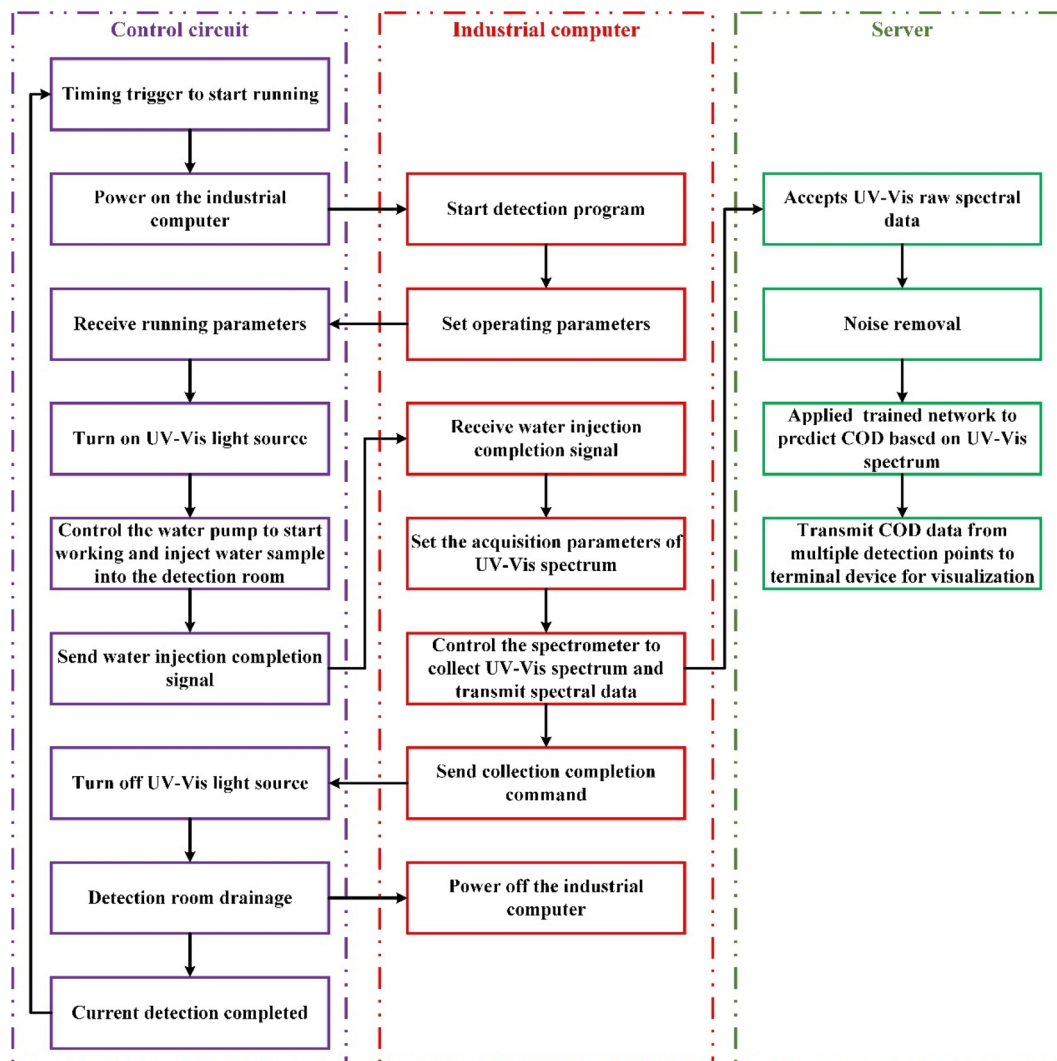 Control circuit
Timing trigger to start running
Power on the industrial
computer
Receive running parameters
Turn on UV-Vis light source
Control the water pump to start
working and inject water sample
into the detection room
Send water injection completion
signal
Turn off UV-Vis light source
Detection room drainage
Current detection completed
Industrial computer
Start detection program
Set operating parameters
Receive water injection
completion signal
Set the acquisition parameters of
UV-Vis spectrum
Control the spectrometer to
collect UV-Vis spectrum and
transmit spectral data
Send collection completion
command
Power off the industrial
computer
Server
Accepts UV-Vis raw spectral
data
Noise removal
Applied trained network to
predict COD based on UV-Vis
spectrum
Transmit COD data from
multiple detection points to
terminal device for visualization